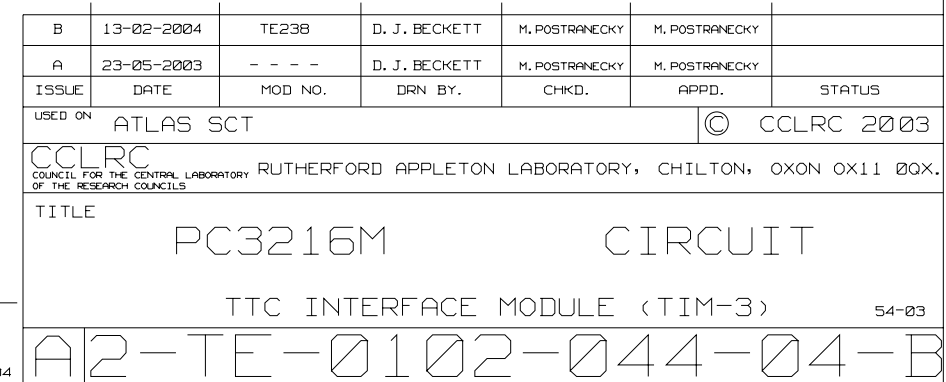 B 13-02-2004 TE238 D. J. BECKETT M. POSTRANECKY M. POSTRANECKY
A 23-05-2003 - - - - D. J. BECKETT M. POSTRANECKY M. POSTRANECKY
ISSUE DATE MOD NO. DRN BY. CHKD. APPD. STATUS
USED ON ATLAS SCT © CCLRC 2003
CCLRC
COUNCIL FOR THE CENTRAL LABORATORY
OF THE RESEARCH COUNCILS
RUTHERFORD APPLETON LABORATORY, CHILTON, OXON OX11 0QX.
TITLE
PC3216M CIRCUIT
TTC INTERFACE MODULE (TIM-3) 54-03
A 2-TE-0102-044-04-B